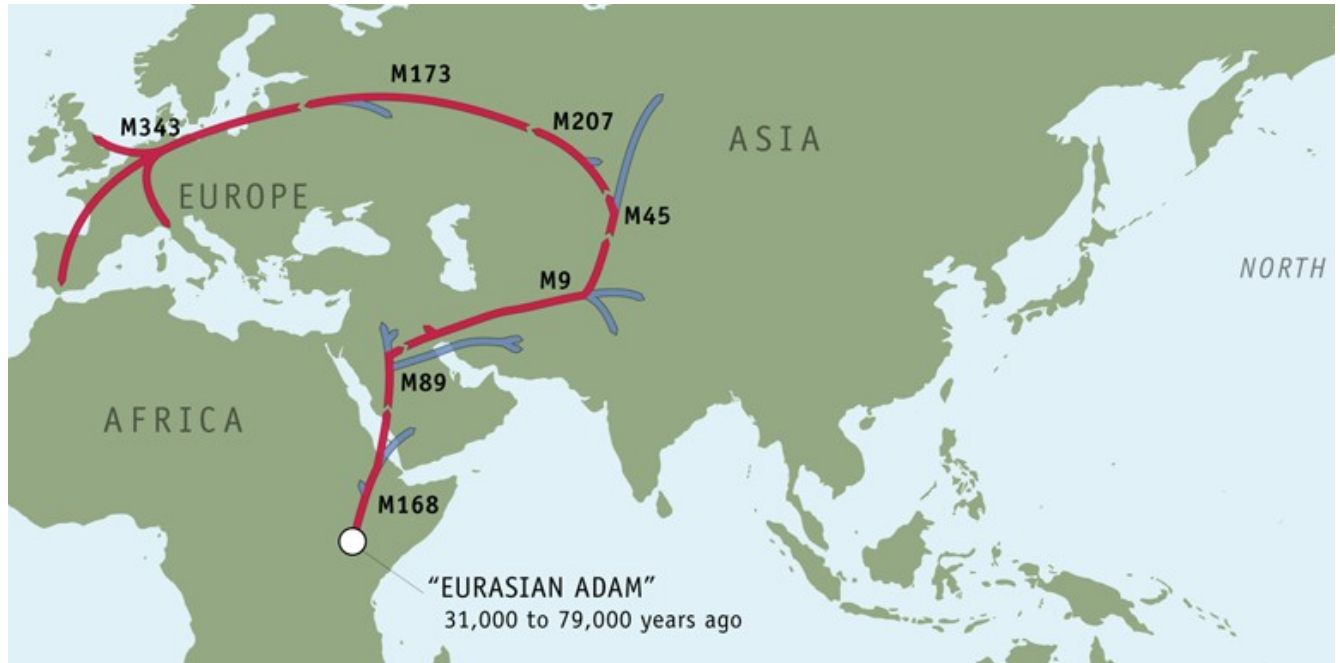 M173
M343
M207
ASIA
EUROPE
M45
M9
NORTH
M89
AFRICA
M168
“EURASIAN ADAM”
31,000 to 79,000 years ago